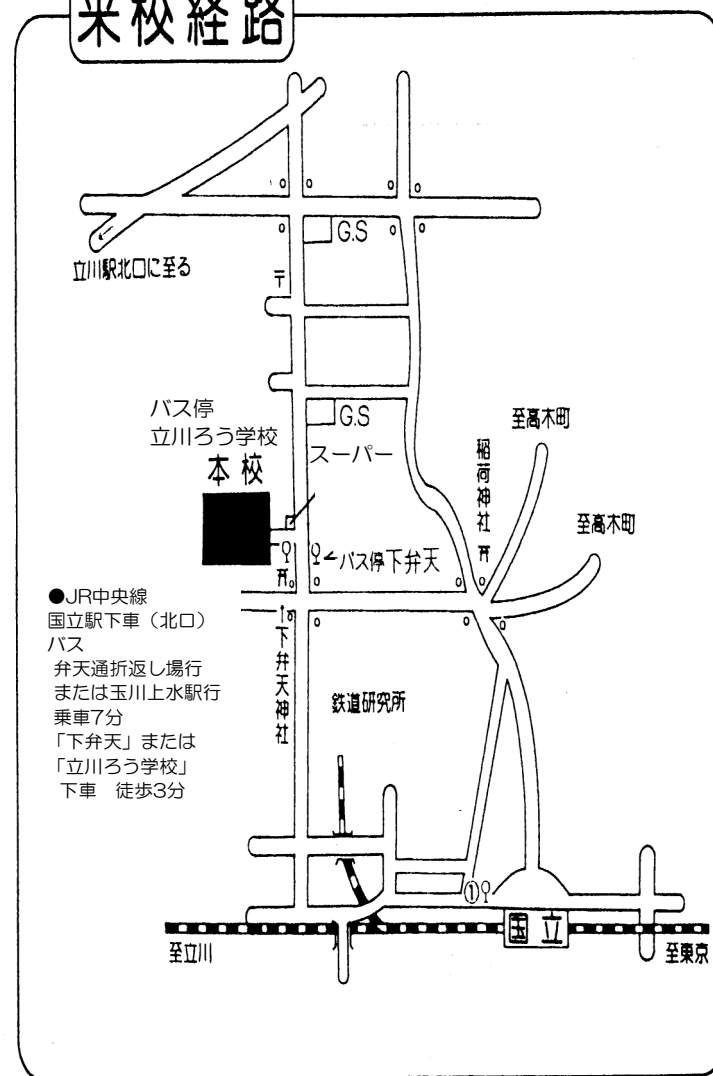 来校経路
G.S
立川駅北口に至る
〒
バス停
立川ろう学校
G.S
スーパー
本校
至高木町
稲荷神社
至高木町
バス停下弁天
●JR中央線
国立駅下車（北口）
バス
弁天通折返し場行
または玉川上水駅行
乗車7分
「下弁天」または
「立川ろう学校」
下車　徒歩3分
下弁天神社
鉄道研究所
①
国立
至立川
至東京